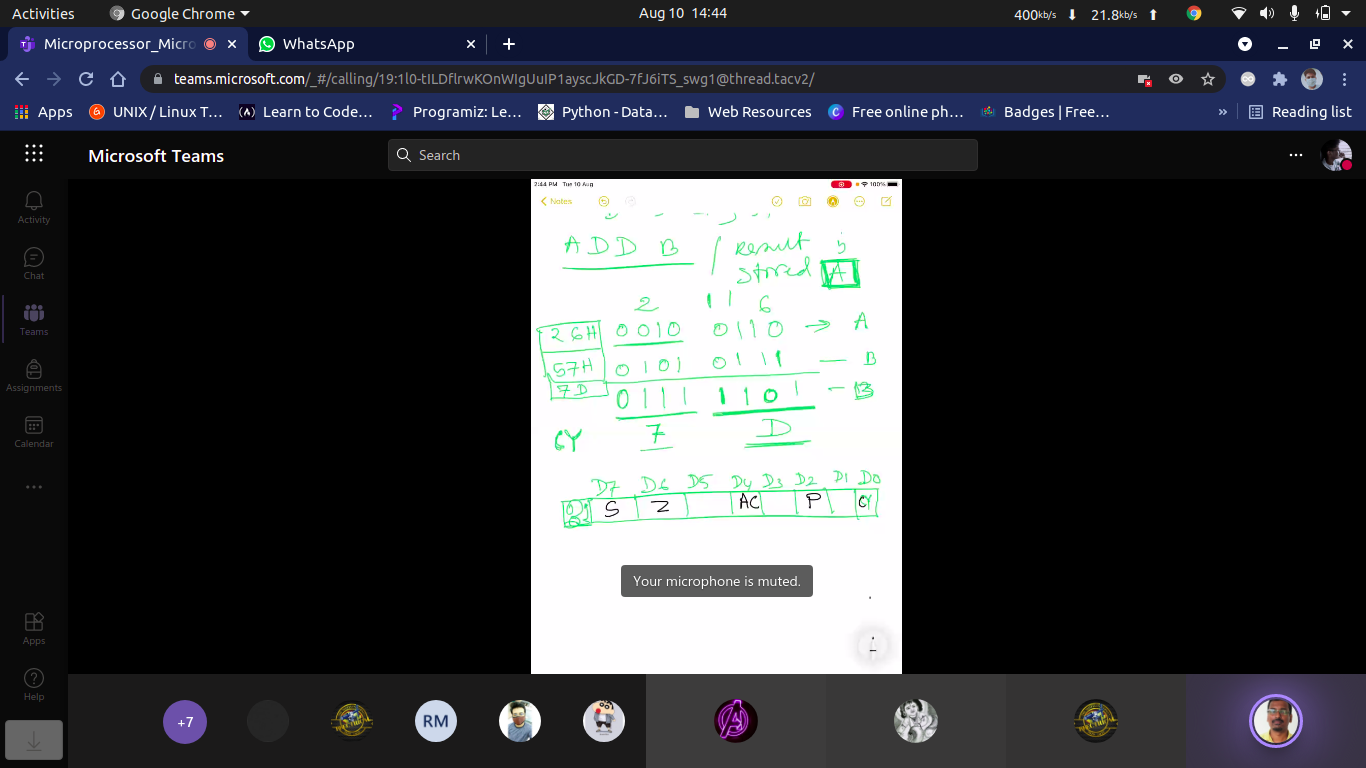 Activities Google Chrome Aug 10 14:44 400kb/s 21.8kb/s
Microprocessor_Micro WhatsApp
teams.microsoft.com/_#/calling/19:1l0-tILDflrwKOnWIgUuIP1ayscJkGD-7fJ6iTS_swg1@thread.tacv2/
Apps UNIX / Linux T... Learn to Code... Programiz: Le... Python - Data... Web Resources Free online ph... Badges | Free... » Reading list
Microsoft Teams Search
Activity
Chat
Teams
Assignments
Calendar
Apps
Help
2:44 PM Tue 10 Aug 100%
Notes
ADD B / Result is
stored A
2 11 6
26H 0010 0110 → A
57H 0101 0111 — B
7D 0111 1101 –
CY 7 D
D7 D6 D5 D4 D3 D2 D1 D0
S Z AC P CY
Your microphone is muted.
+7 RM